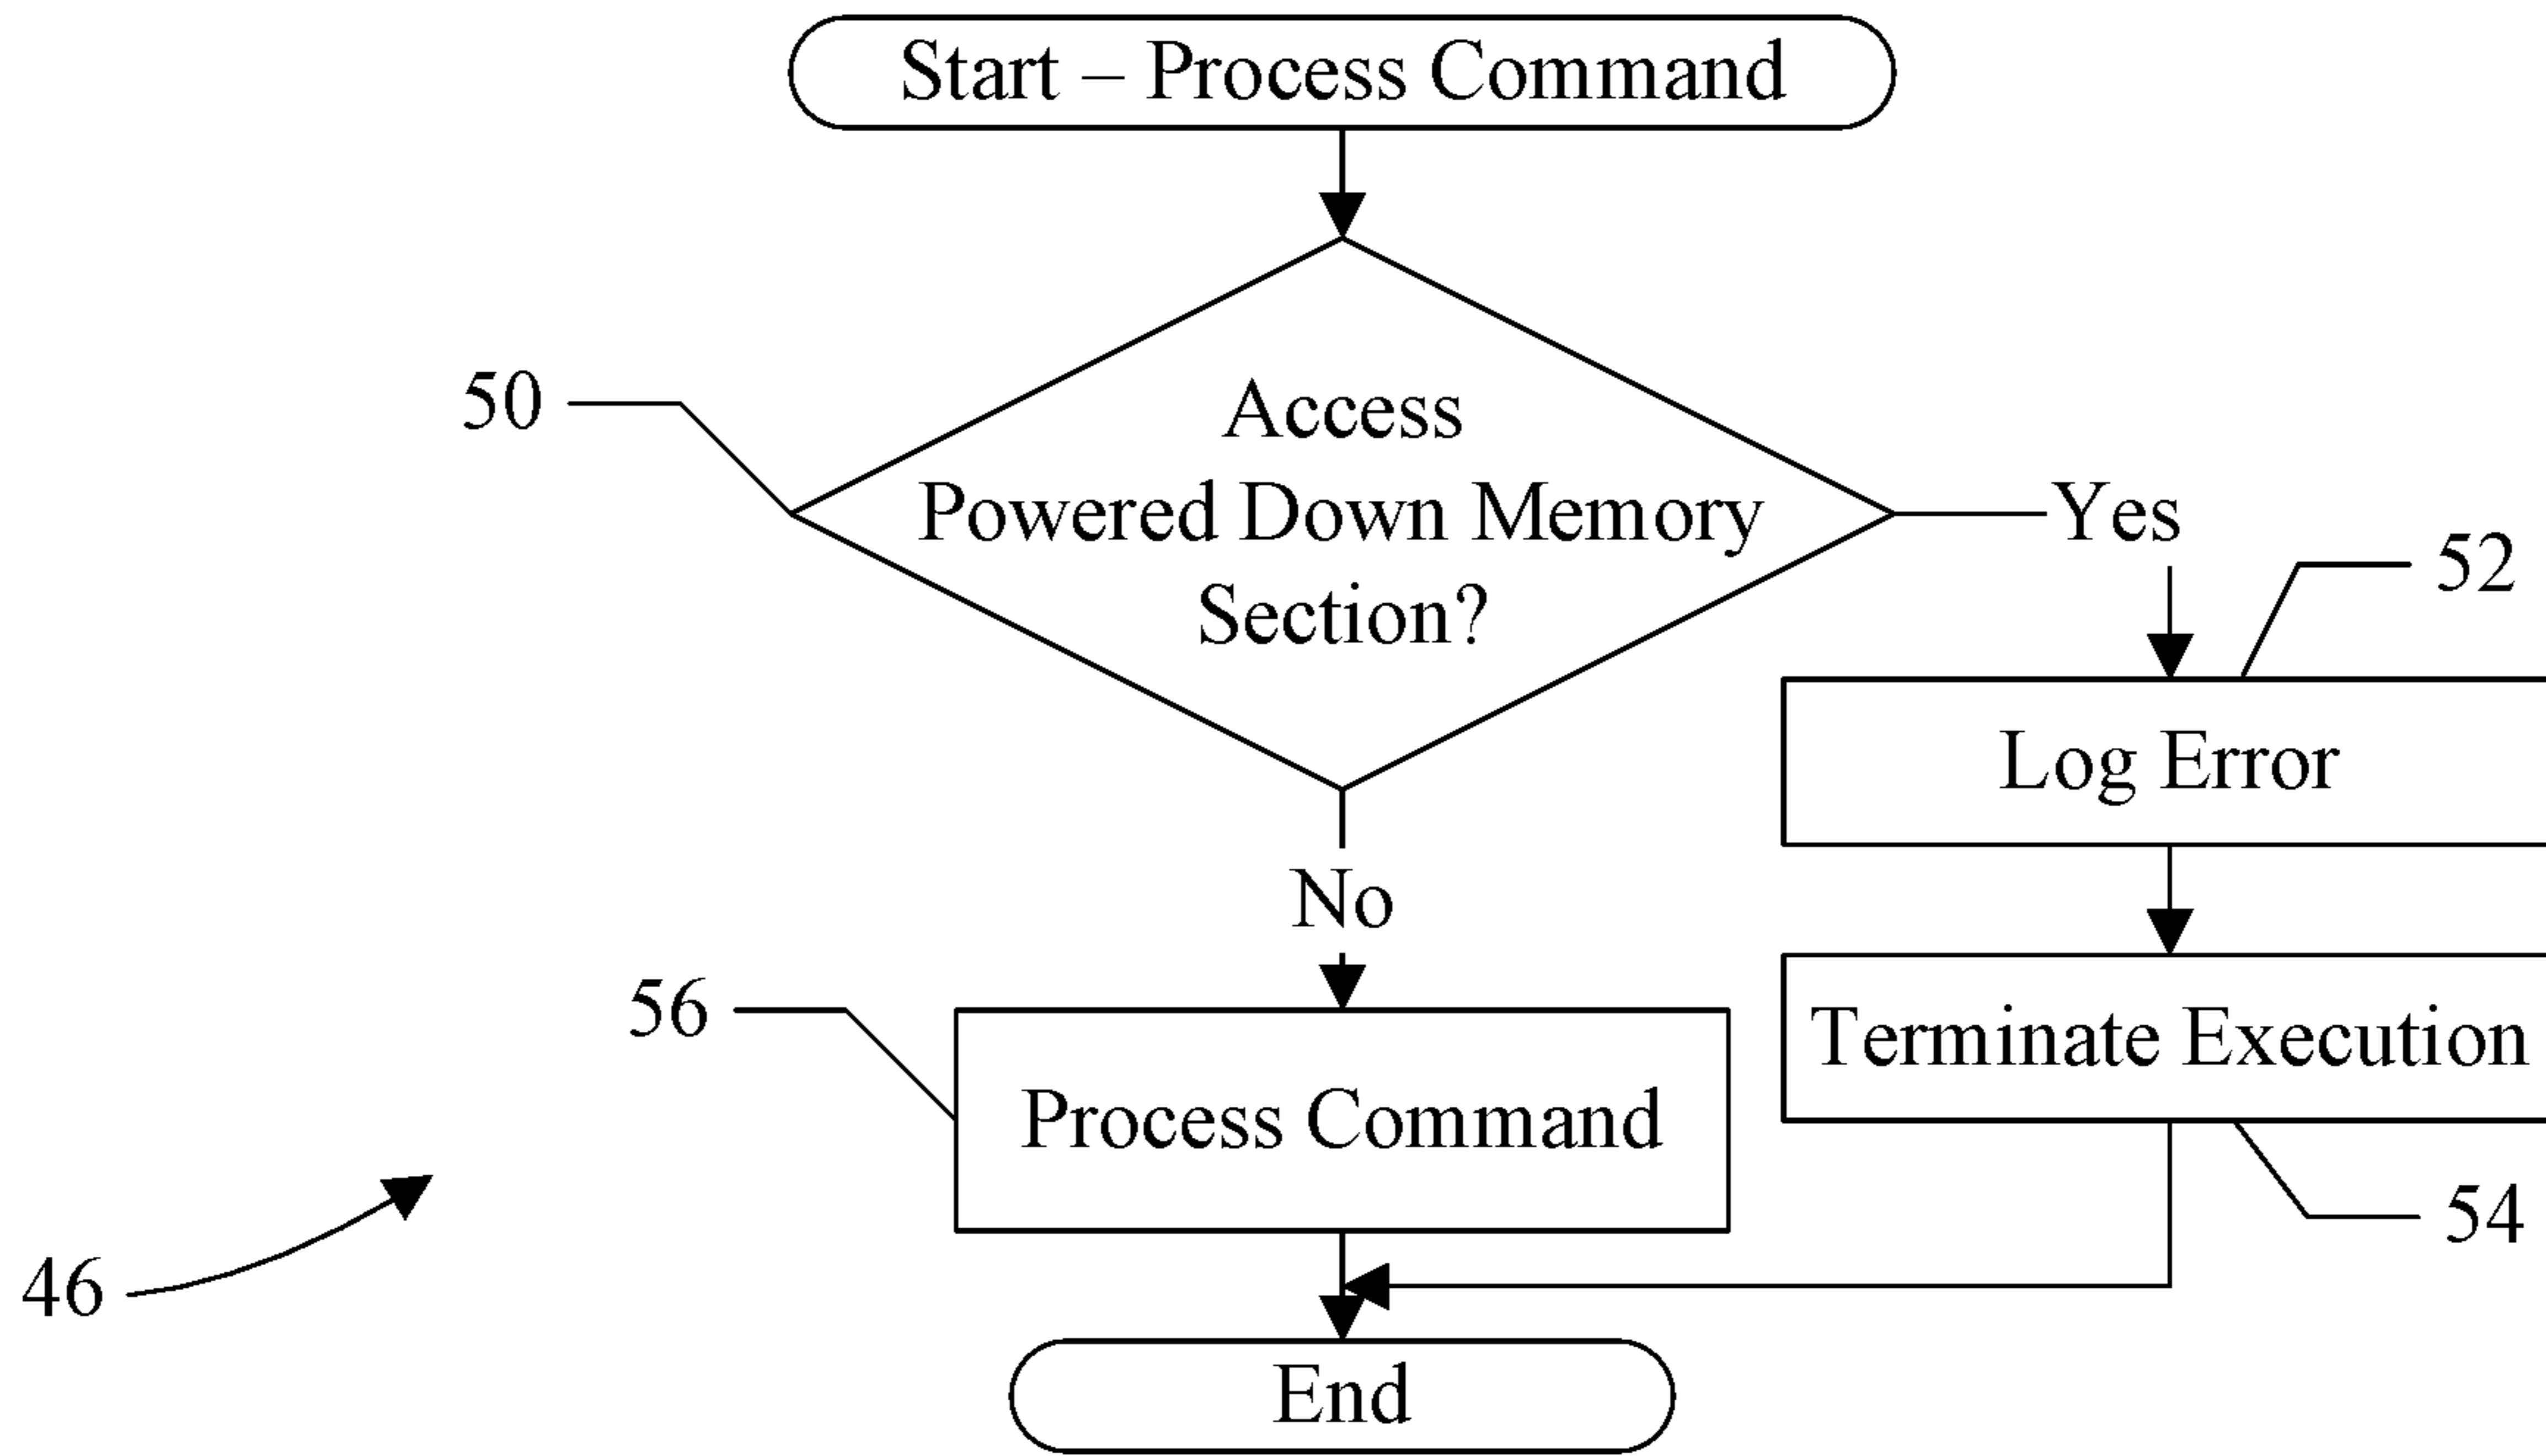 Start – Process Command
50
Access
Powered Down Memory
Section?
Yes
52
Log Error
No
56
Terminate Execution
Process Command
54
46
End